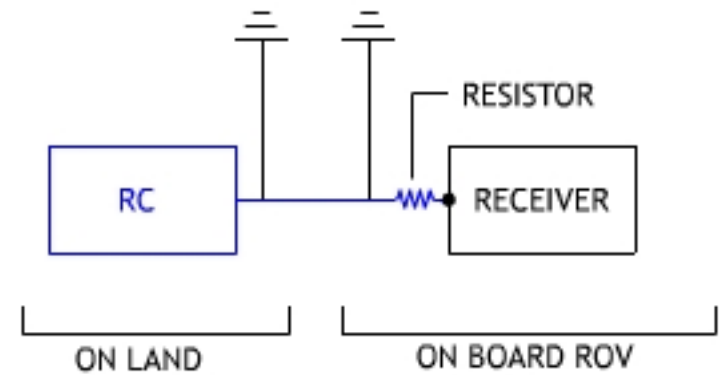 RESISTOR
RC
RECEIVER
ON LAND
ON BOARD ROV